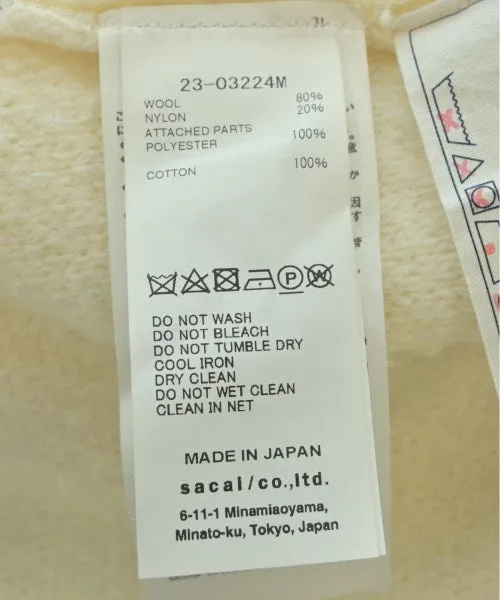 23-03224M
WOOL 80%
NYLON 20%
ATTACHED PARTS
POLYESTER 100%
COTTON 100%
P W
DO NOT WASH
DO NOT BLEACH
DO NOT TUMBLE DRY
COOL IRON
DRY CLEAN
DO NOT WET CLEAN
CLEAN IN NET
MADE IN JAPAN
sacai/co.,ltd.
6-11-1 Minamiaoyama,
Minato-ku, Tokyo, Japan